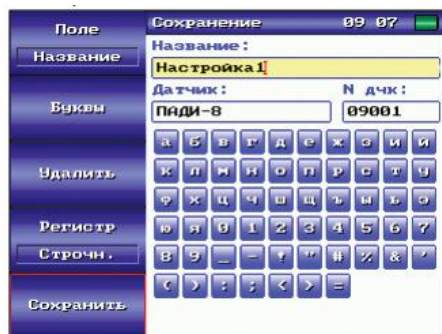 Поле
Название
Буквы
Удалить
Регистр
Строчн.
Сохранить
Сохранение 09 07
Название:
Настройка1
Датчик: N дчк:
ПАДИ-8 09001
а б в г д е ж з и й
к л м н о п р с т у
ф х ц ч ш щ ъ ы ь э
ю я 0 1 2 3 4 5 6 7
8 9 _ - ! " # % & '
( ) : ; < > =